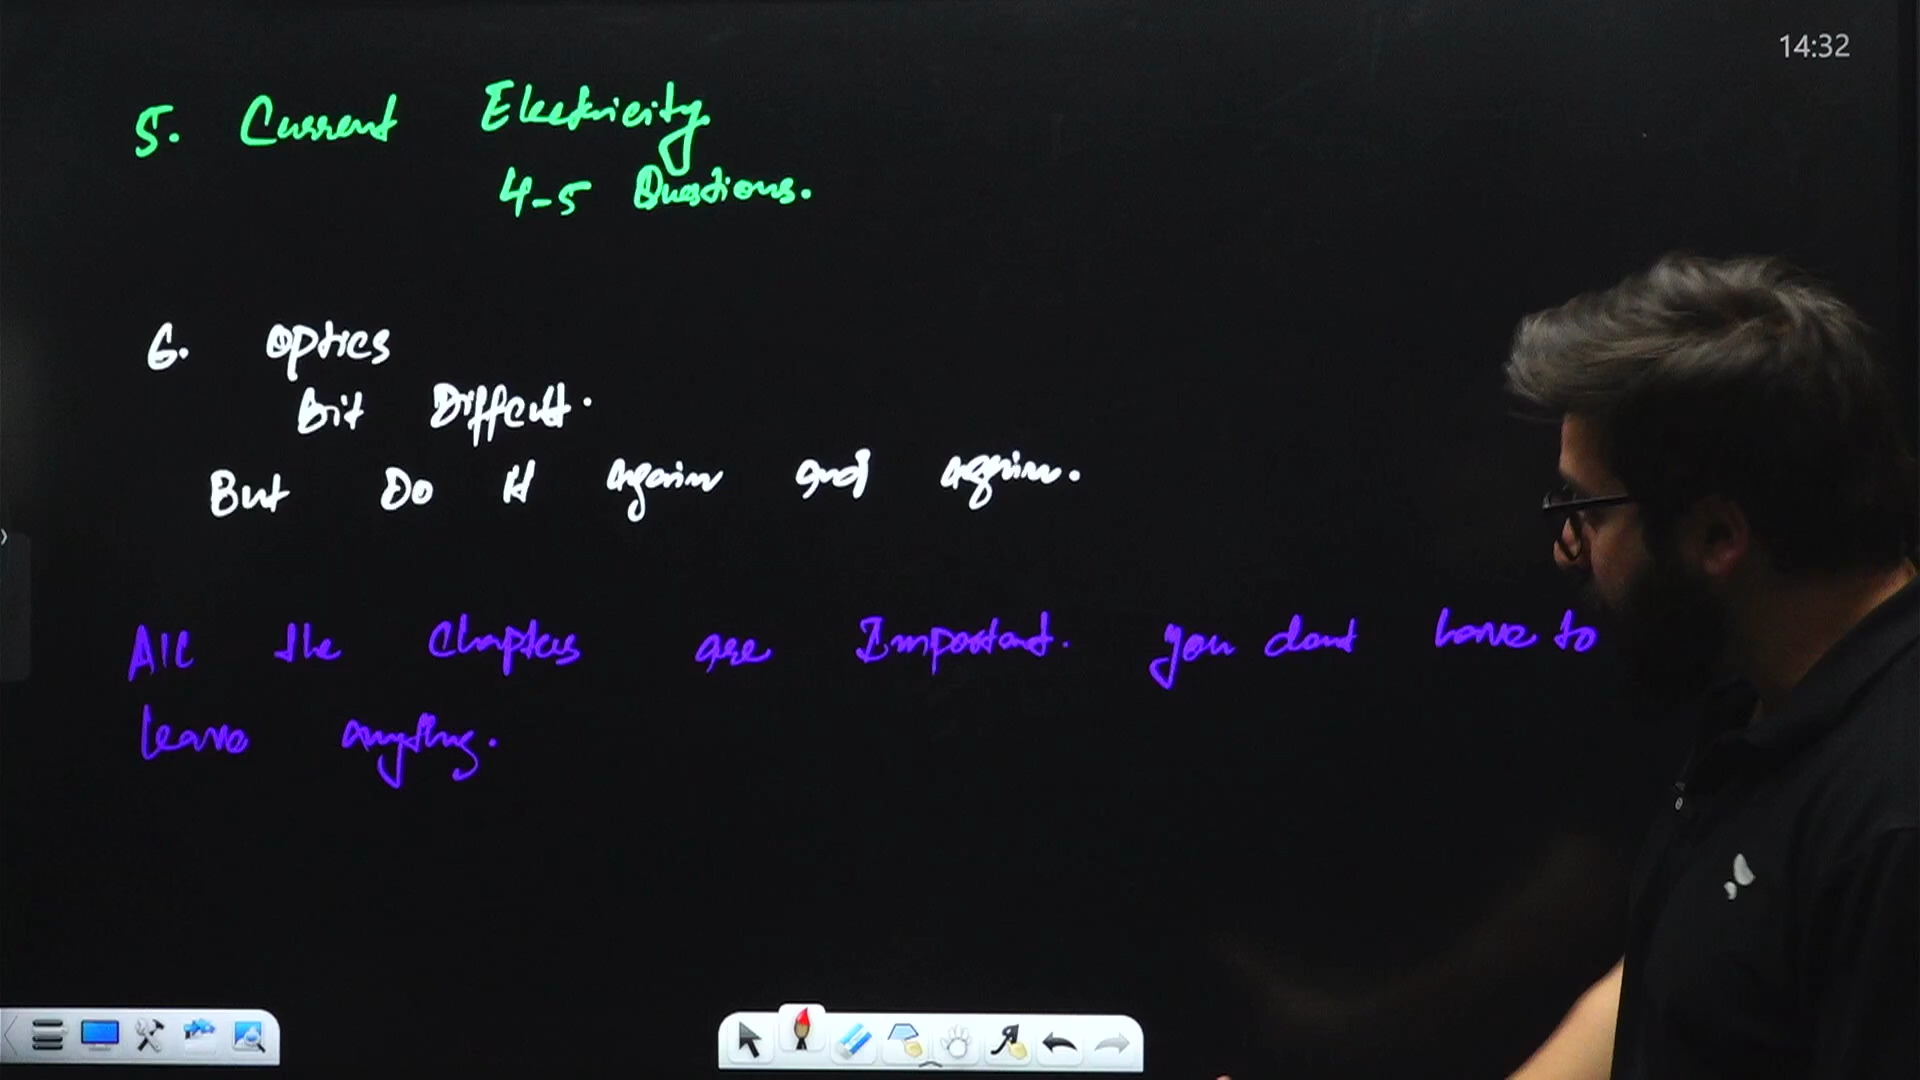 14:32
5. Current Electricity
4-5 Questions.
6. Optics
Bit Difficult.
But Do it again and again.
All the Chapters are Important. You dont have to
leave anything.